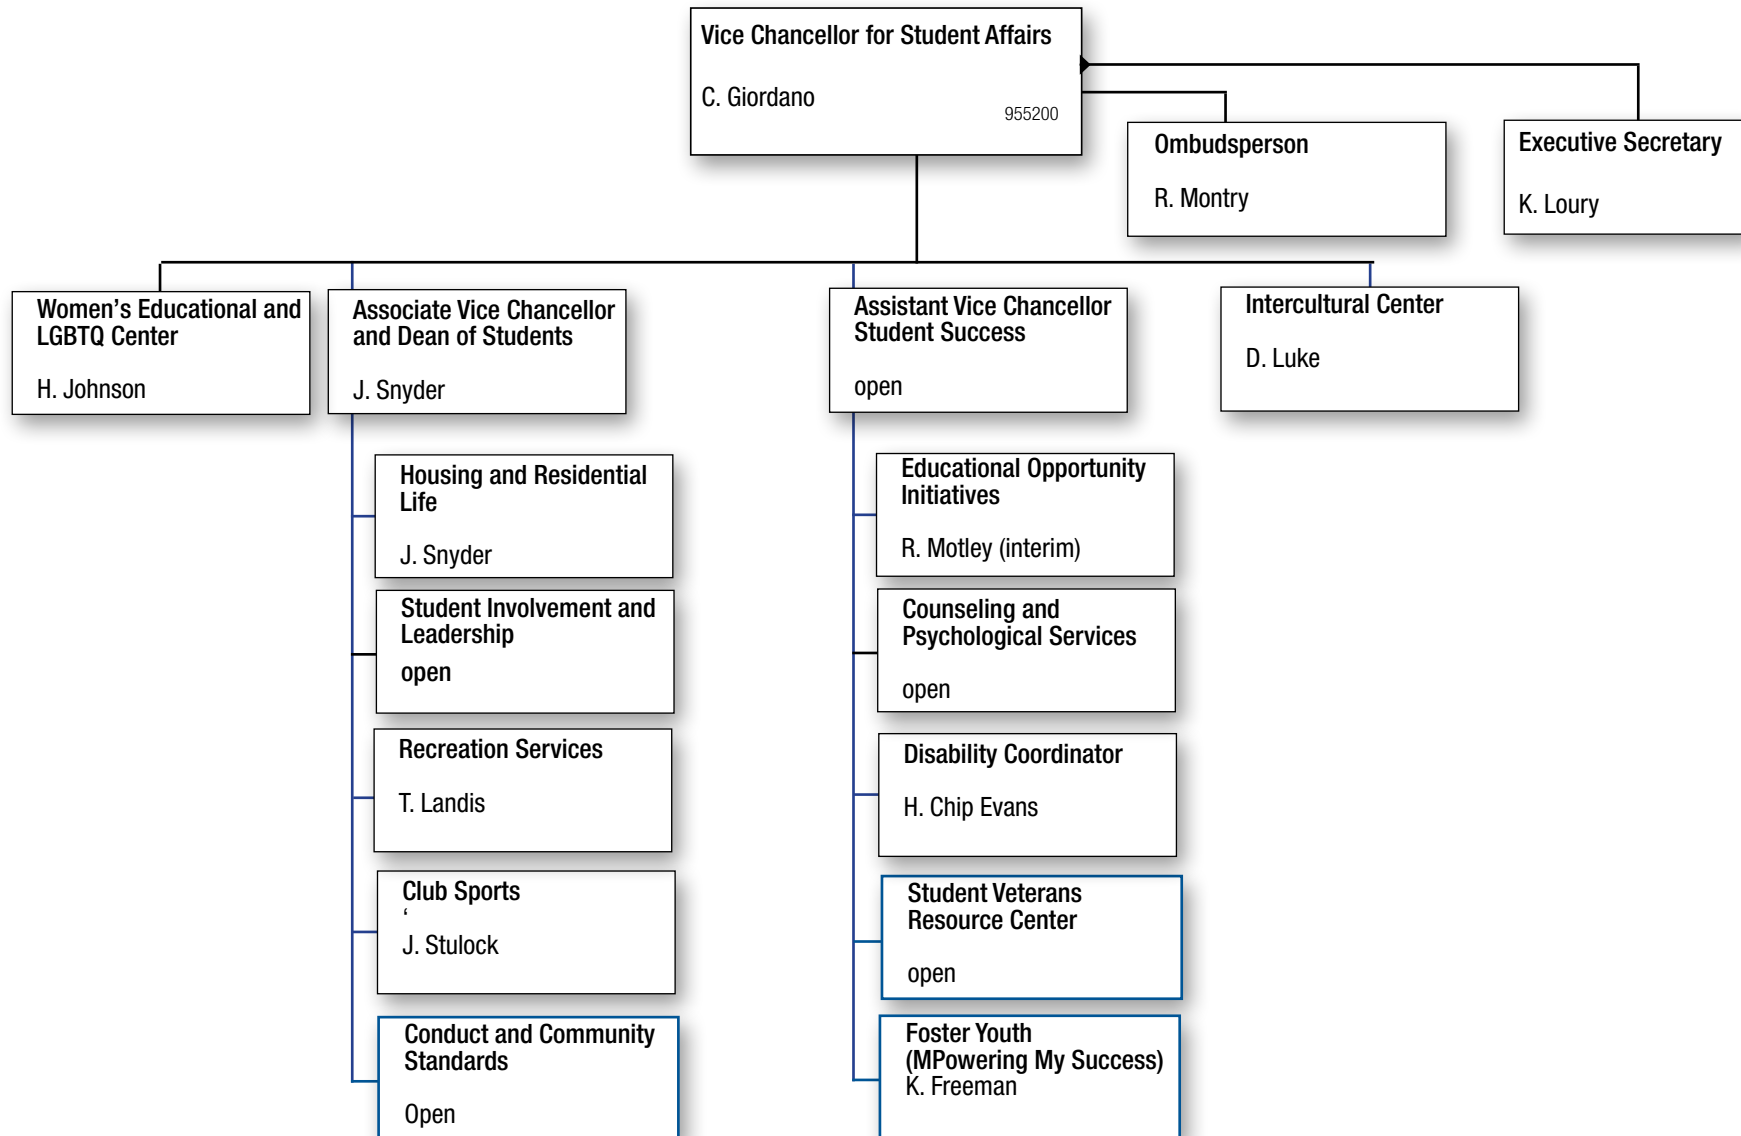 Vice Chancellor for Student Affairs
C. Giordano
955200
Ombudsperson
R. Montry
Executive Secretary
K. Loury
Women’s Educational and
LGBTQ Center
H. Johnson
Associate Vice Chancellor
and Dean of Students
J. Snyder
Assistant Vice Chancellor
Student Success
open
Intercultural Center
D. Luke
Housing and Residential
Life
J. Snyder
Student Involvement and
Leadership
open
Recreation Services
T. Landis
Club Sports
‘
J. Stulock
Conduct and Community
Standards
Open
Educational Opportunity
Initiatives
R. Motley (interim)
Counseling and
Psychological Services
open
Disability Coordinator
H. Chip Evans
Student Veterans
Resource Center
open
Foster Youth
(MPowering My Success)
K. Freeman